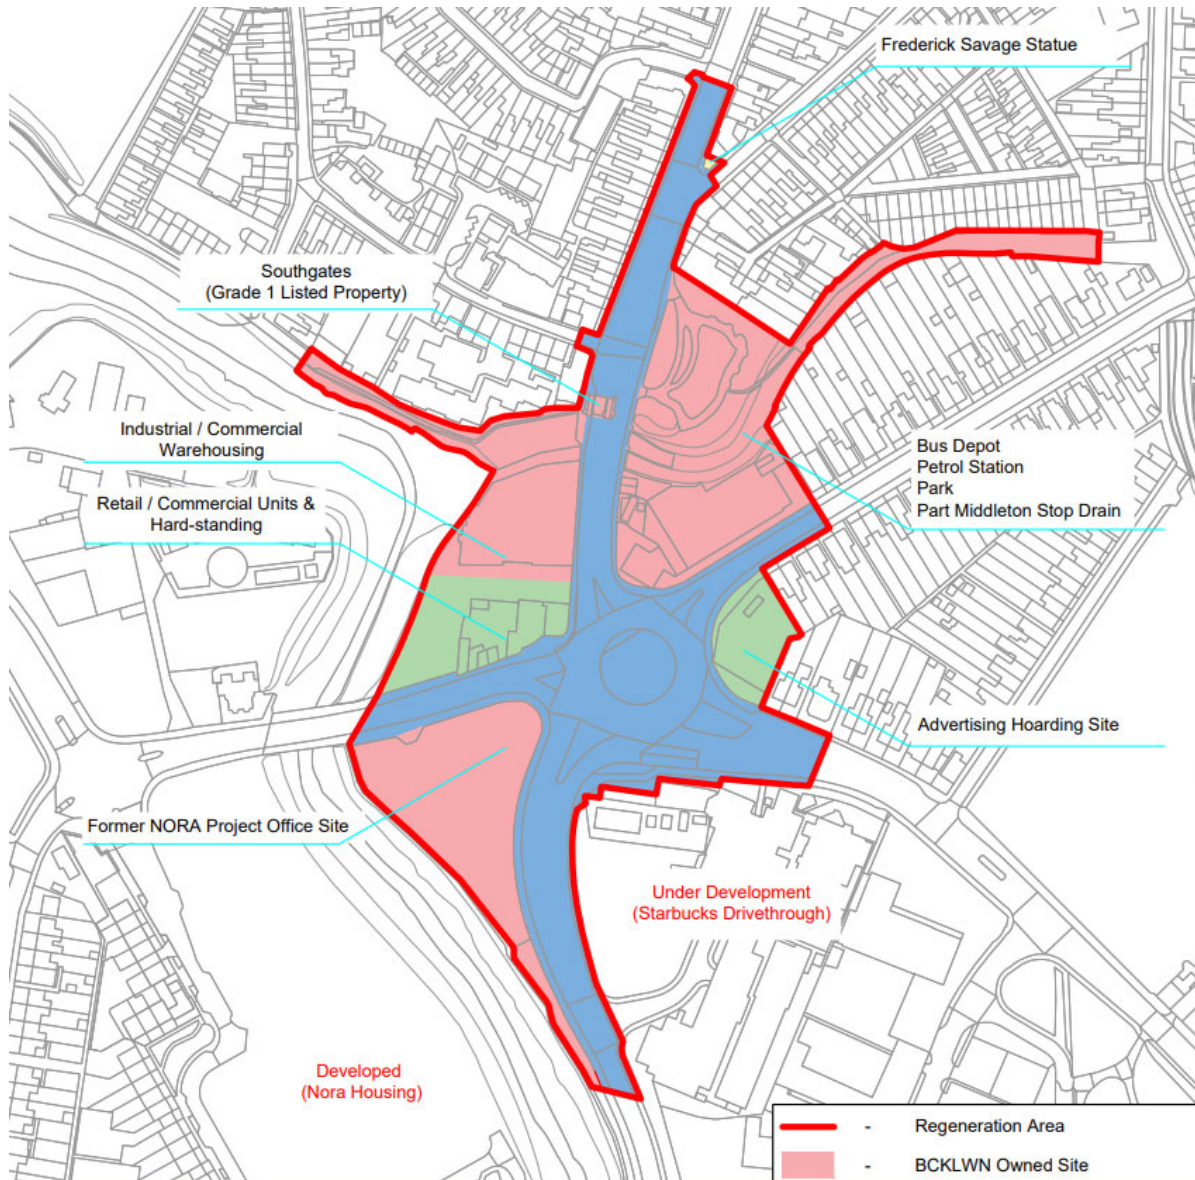 Frederick Savage Statue
Southgates
(Grade 1 Listed Property)
Industrial / Commercial
Warehousing
Retail / Commercial Units &
Hard-standing
Bus Depot
Petrol Station
Park
Part Middleton Stop Drain
Advertising Hoarding Site
Former NORA Project Office Site
Under Development
(Starbucks Drivethrough)
Developed
(Nora Housing)
- Regeneration Area
- BCKLWN Owned Site